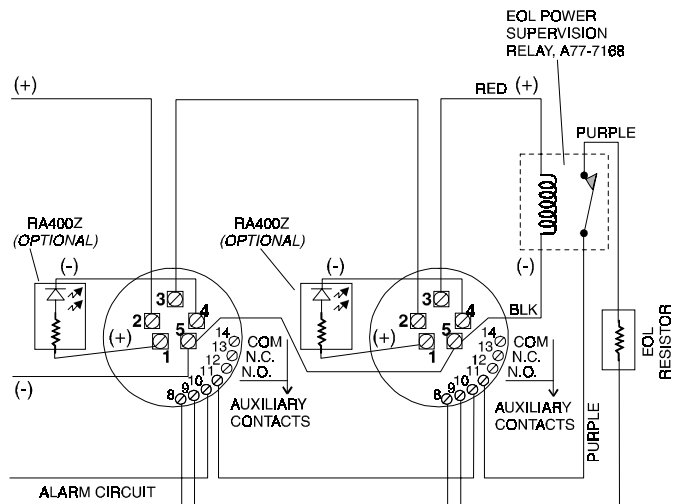 EOL POWER
SUPERVISION
RELAY, A77-7168
(+)
RED (+)
PURPLE
RA400Z
(OPTIONAL)
(-)
RA400Z
(OPTIONAL)
(-)
(-)
BLK
3
2
4
5
1
(+)
14
13
12
11
10
9
8
COM
N.C.
N.O.
AUXILIARY
CONTACTS
3
2
4
5
1
(+)
14
13
12
11
10
9
8
COM
N.C.
N.O.
AUXILIARY
CONTACTS
EOL
RESISTOR
PURPLE
(-)
ALARM CIRCUIT